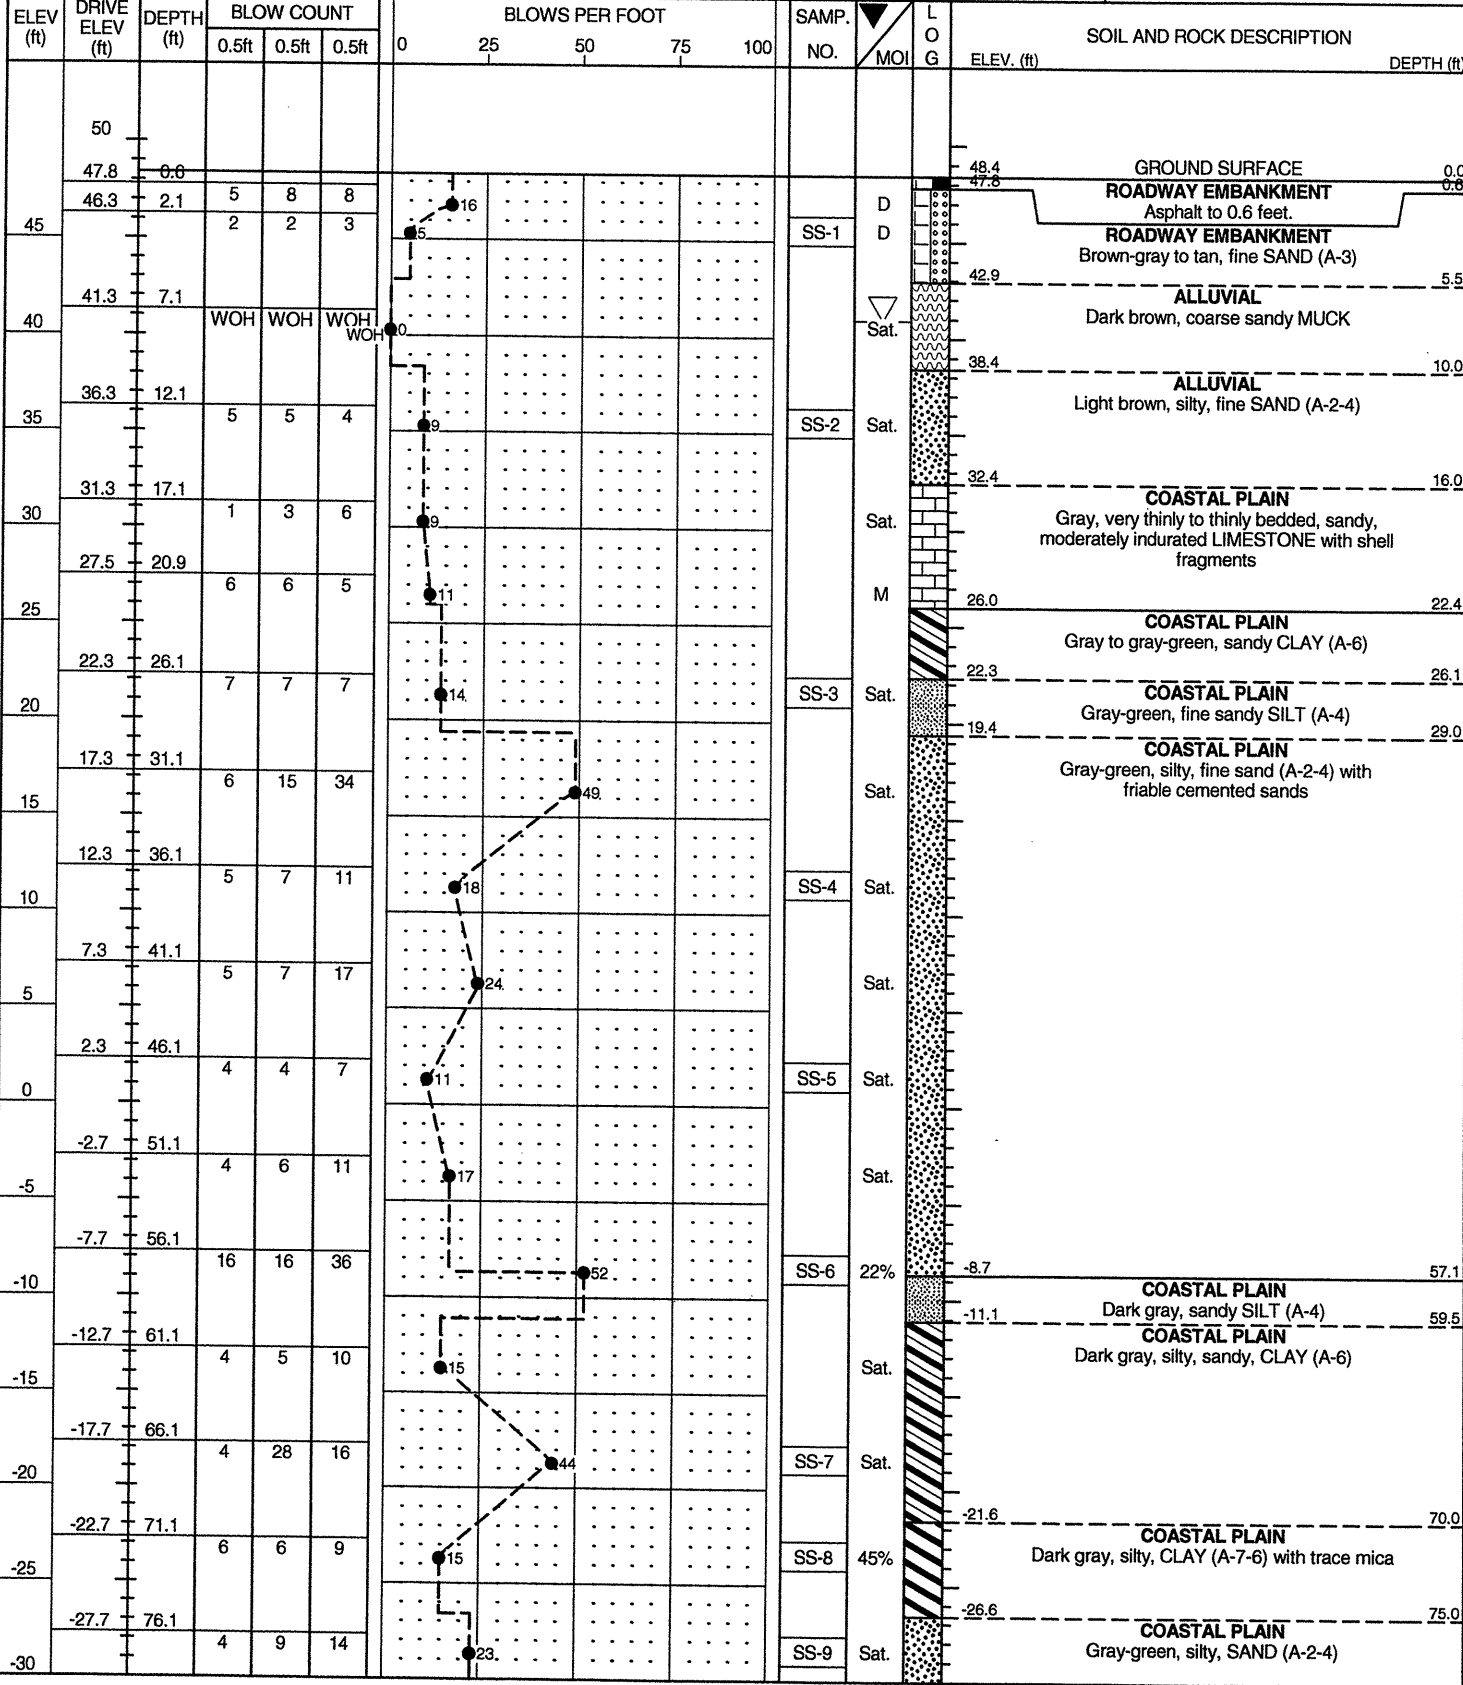 ELEV (ft) DRIVE ELEV (ft) DEPTH (ft) BLOW COUNT BLOWS PER FOOT SAMP. NO. MOI LOG SOIL AND ROCK DESCRIPTION
0.5ft 0.5ft 0.5ft 0 25 50 75 100 ELEV. (ft) DEPTH (ft)
50
48.4 GROUND SURFACE 0.0
47.8 0.6 47.8 0.6
5 8 8 16 D ROADWAY EMBANKMENT
Asphalt to 0.6 feet.
46.3 2.1
45 2 2 3 5 SS-1 D ROADWAY EMBANKMENT
Brown-gray to tan, fine SAND (A-3)
42.9 5.5
41.3 7.1 ALLUVIAL
40 WOH WOH WOH WOH 0 Sat. Dark brown, coarse sandy MUCK
38.4 10.0
36.3 12.1 ALLUVIAL
35 5 5 4 9 SS-2 Sat. Light brown, silty, fine SAND (A-2-4)
32.4 16.0
31.3 17.1 COASTAL PLAIN
30 1 3 6 9 Sat. Gray, very thinly to thinly bedded, sandy,
moderately indurated LIMESTONE with shell
fragments
27.5 20.9
6 6 5 11 M
25 26.0 22.4
COASTAL PLAIN
Gray to gray-green, sandy CLAY (A-6)
22.3 26.1 22.3 26.1
20 7 7 7 14 SS-3 Sat. COASTAL PLAIN
Gray-green, fine sandy SILT (A-4)
19.4 29.0
17.3 31.1 COASTAL PLAIN
Gray-green, silty, fine sand (A-2-4) with
15 6 15 34 49 Sat. friable cemented sands
12.3 36.1
10 5 7 11 18 SS-4 Sat.
7.3 41.1
5 5 7 17 24 Sat.
2.3 46.1
0 4 4 7 11 SS-5 Sat.
-2.7 51.1
-5 4 6 11 17 Sat.
-7.7 56.1
-10 16 16 36 52 SS-6 22% -8.7 57.1
COASTAL PLAIN
Dark gray, sandy SILT (A-4)
-11.1 59.5
-12.7 61.1 COASTAL PLAIN
-15 4 5 10 15 Sat. Dark gray, silty, sandy, CLAY (A-6)
-17.7 66.1
-20 4 28 16 44 SS-7 Sat.
-21.6 70.0
-22.7 71.1 COASTAL PLAIN
-25 6 6 9 15 SS-8 45% Dark gray, silty, CLAY (A-7-6) with trace mica
-26.6 75.0
-27.7 76.1 COASTAL PLAIN
-30 4 9 14 23 SS-9 Sat. Gray-green, silty, SAND (A-2-4)